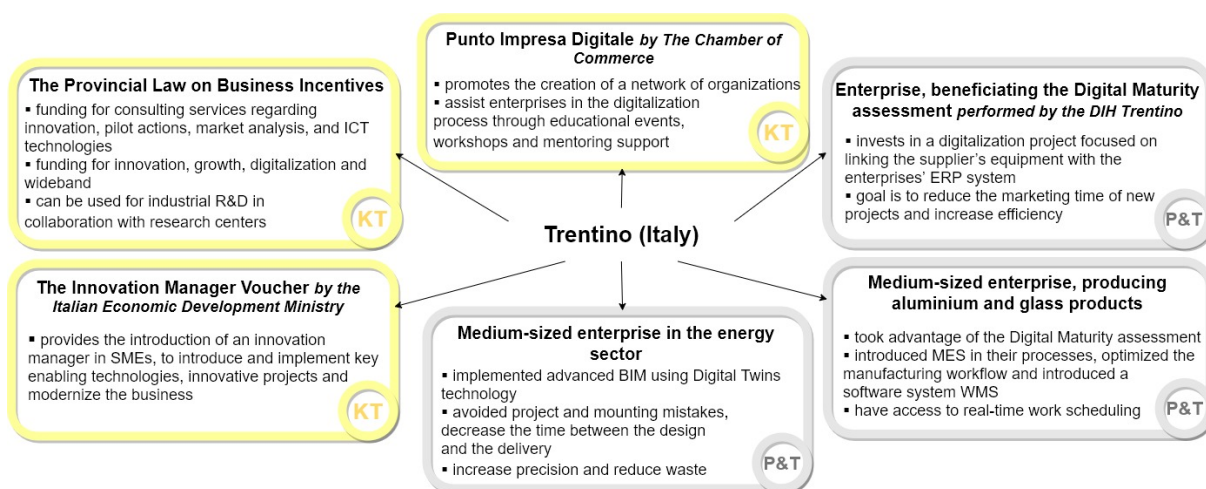 The Provincial Law on Business Incentives
▪ funding for consulting services regarding
innovation, pilot actions, market analysis, and ICT
technologies
▪ funding for innovation, growth, digitalization and
wideband
▪ can be used for industrial R&D in
collaboration with research centers
KT
Punto Impresa Digitale by The Chamber of
Commerce
▪ promotes the creation of a network of organizations
▪ assist enterprises in the digitalization
process through educational events,
workshops and mentoring support
KT
Enterprise, beneficiating the Digital Maturity
assessment performed by the DIH Trentino
▪ invests in a digitalization project focused on
linking the supplier's equipment with the
enterprises' ERP system
▪ goal is to reduce the marketing time of new
projects and increase efficiency
P&T
Trentino (Italy)
The Innovation Manager Voucher by the
Italian Economic Development Ministry
▪ provides the introduction of an innovation
manager in SMEs, to introduce and implement key
enabling technologies, innovative projects and
modernize the business
KT
Medium-sized enterprise in the energy
sector
▪ implemented advanced BIM using Digital Twins
technology
▪ avoided project and mounting mistakes,
decrease the time between the design
and the delivery
▪ increase precision and reduce waste
P&T
Medium-sized enterprise, producing
aluminium and glass products
▪ took advantage of the Digital Maturity assessment
▪ introduced MES in their processes, optimized the
manufacturing workflow and introduced a
software system WMS
▪ have access to real-time work scheduling
P&T